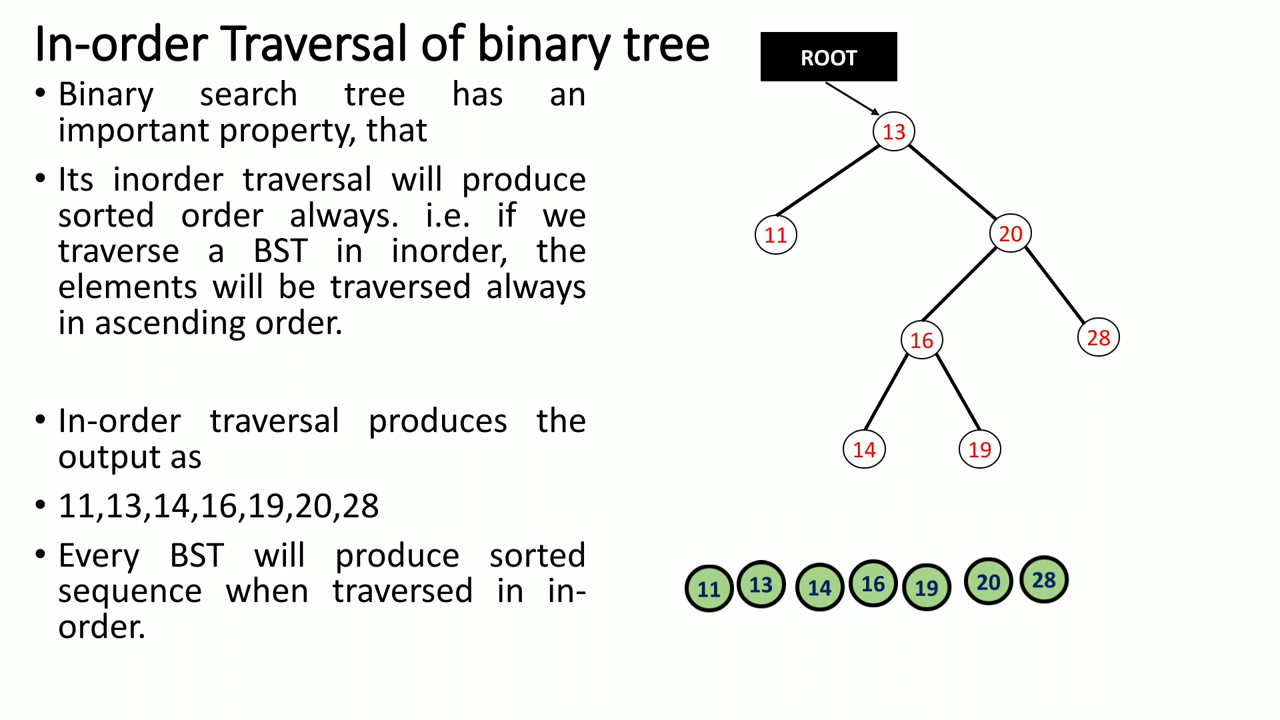 In-order Traversal of binary tree
• Binary search tree has an
important property, that
• Its inorder traversal will produce
sorted order always. i.e. if we
traverse a BST in inorder, the
elements will be traversed always
in ascending order.
• In-order traversal produces the
output as
• 11,13,14,16,19,20,28
• Every BST will produce sorted
sequence when traversed in in-
order.
ROOT
13
11 20
16 28
14 19
11 13 14 16 19 20 28